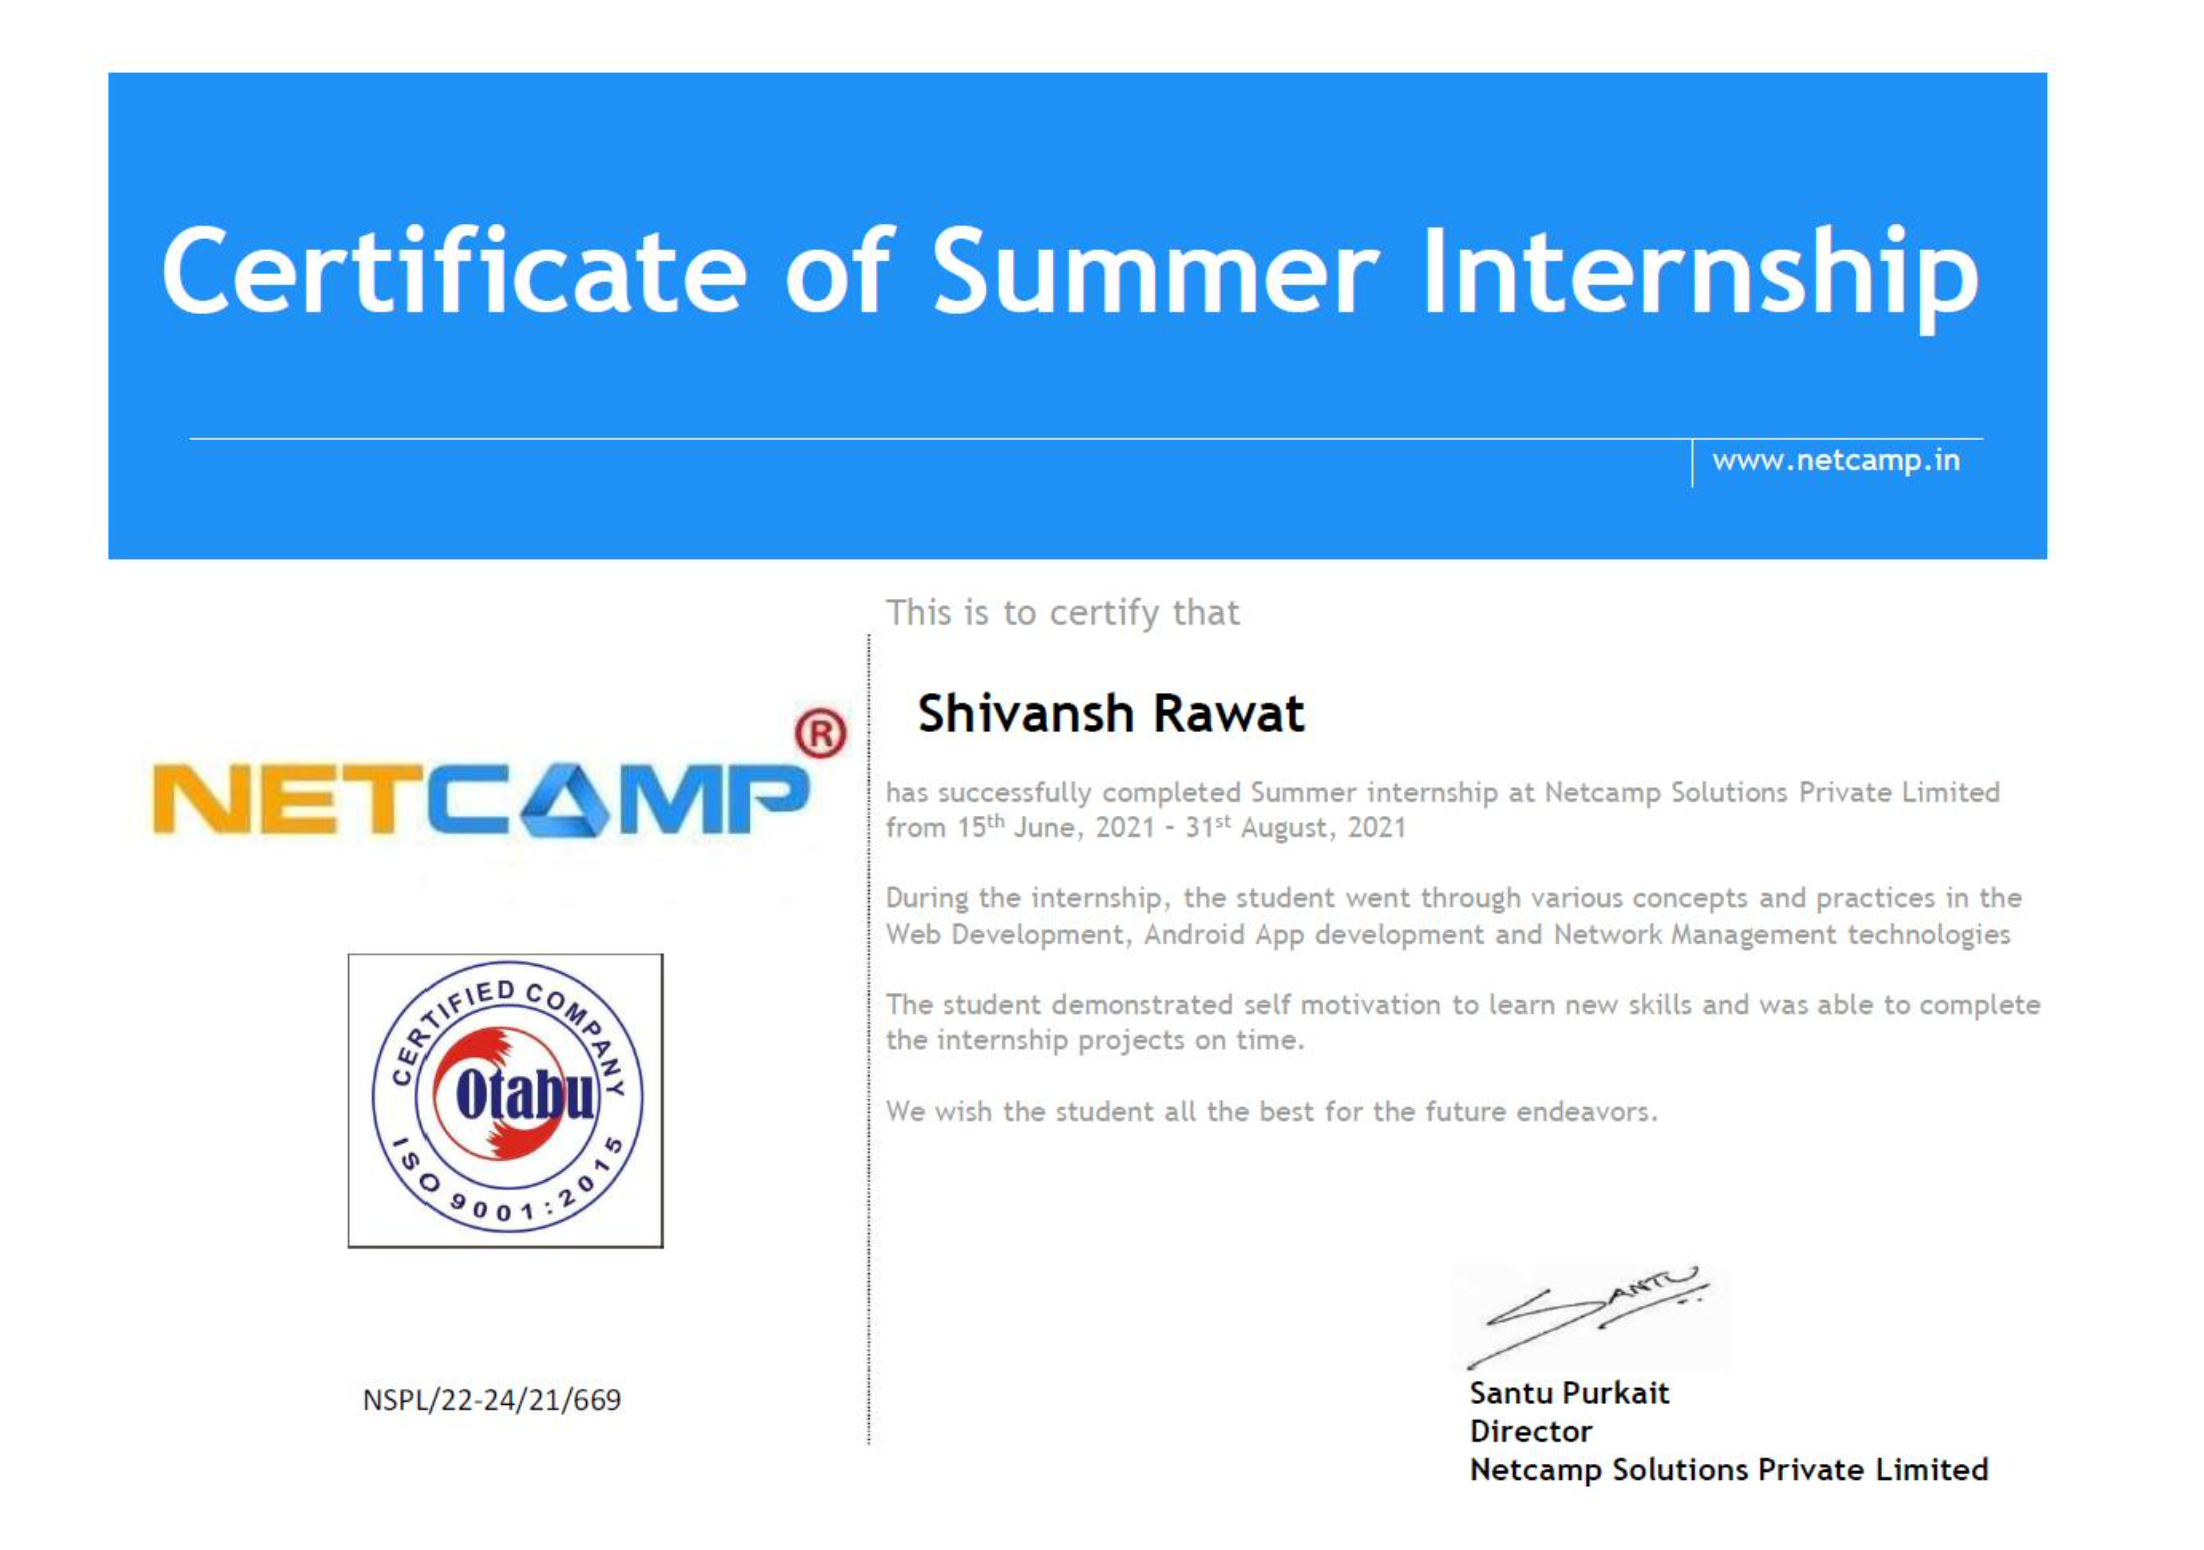 Certificate of Summer Internship
www.netcamp.in
This is to certify that
Shivansh Rawat
has successfully completed Summer internship at Netcamp Solutions Private Limited
from 15th June, 2021 - 31st August, 2021
During the internship, the student went through various concepts and practices in the
Web Development, Android App development and Network Management technologies
The student demonstrated self motivation to learn new skills and was able to complete
the internship projects on time.
We wish the student all the best for the future endeavors.
NETCAMP®
CERTIFIED COMPANY
Otabu
ISO 9001:2015
NSPL/22-24/21/669
SANTU
Santu Purkait
Director
Netcamp Solutions Private Limited